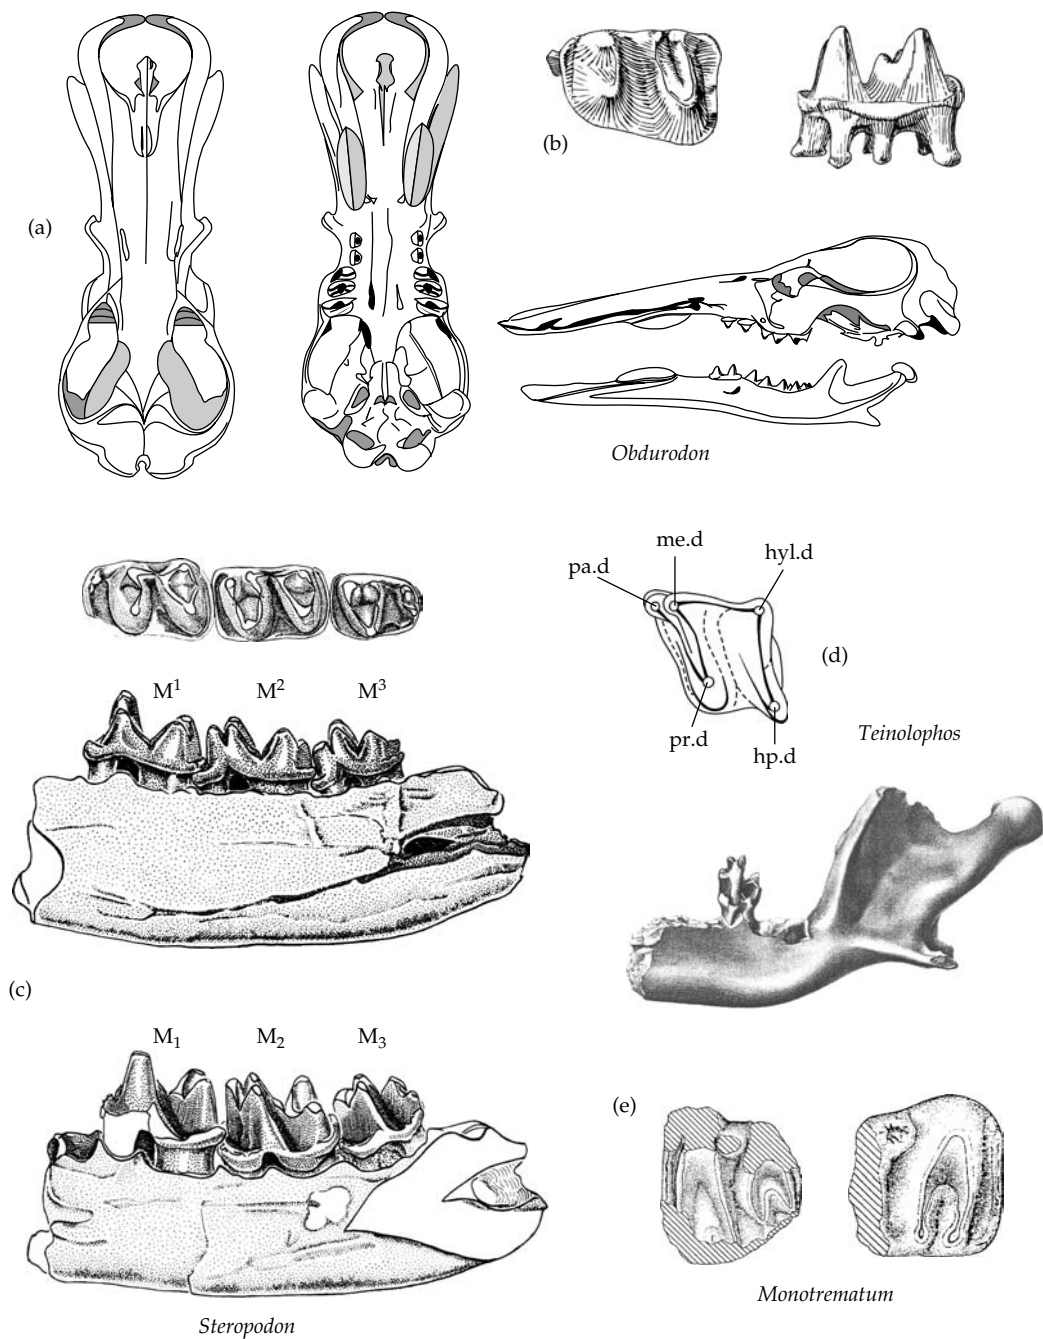 (a)
(b)
Obdurodon
me.d
pa.d
hyl.d
(d)
pr.d
hp.d
Teinolophos
M¹ M² M³
(c)
M₁ M₂ M₃
Steropodon
(e)
Monotrematum